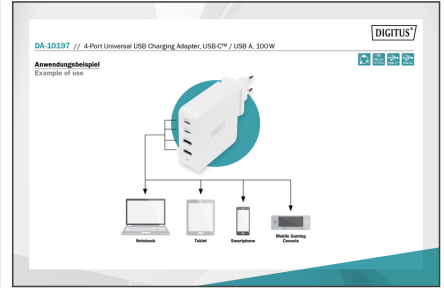 DIGITUS®
DA-10197 // 4-Port Universal USB Charging Adapter, USB-C™ / USB A, 100W
Anwendungsbeispiel
Example of use
DIGITUS
Notebook
Tablet
Smartphone
Mobile Gaming
Console